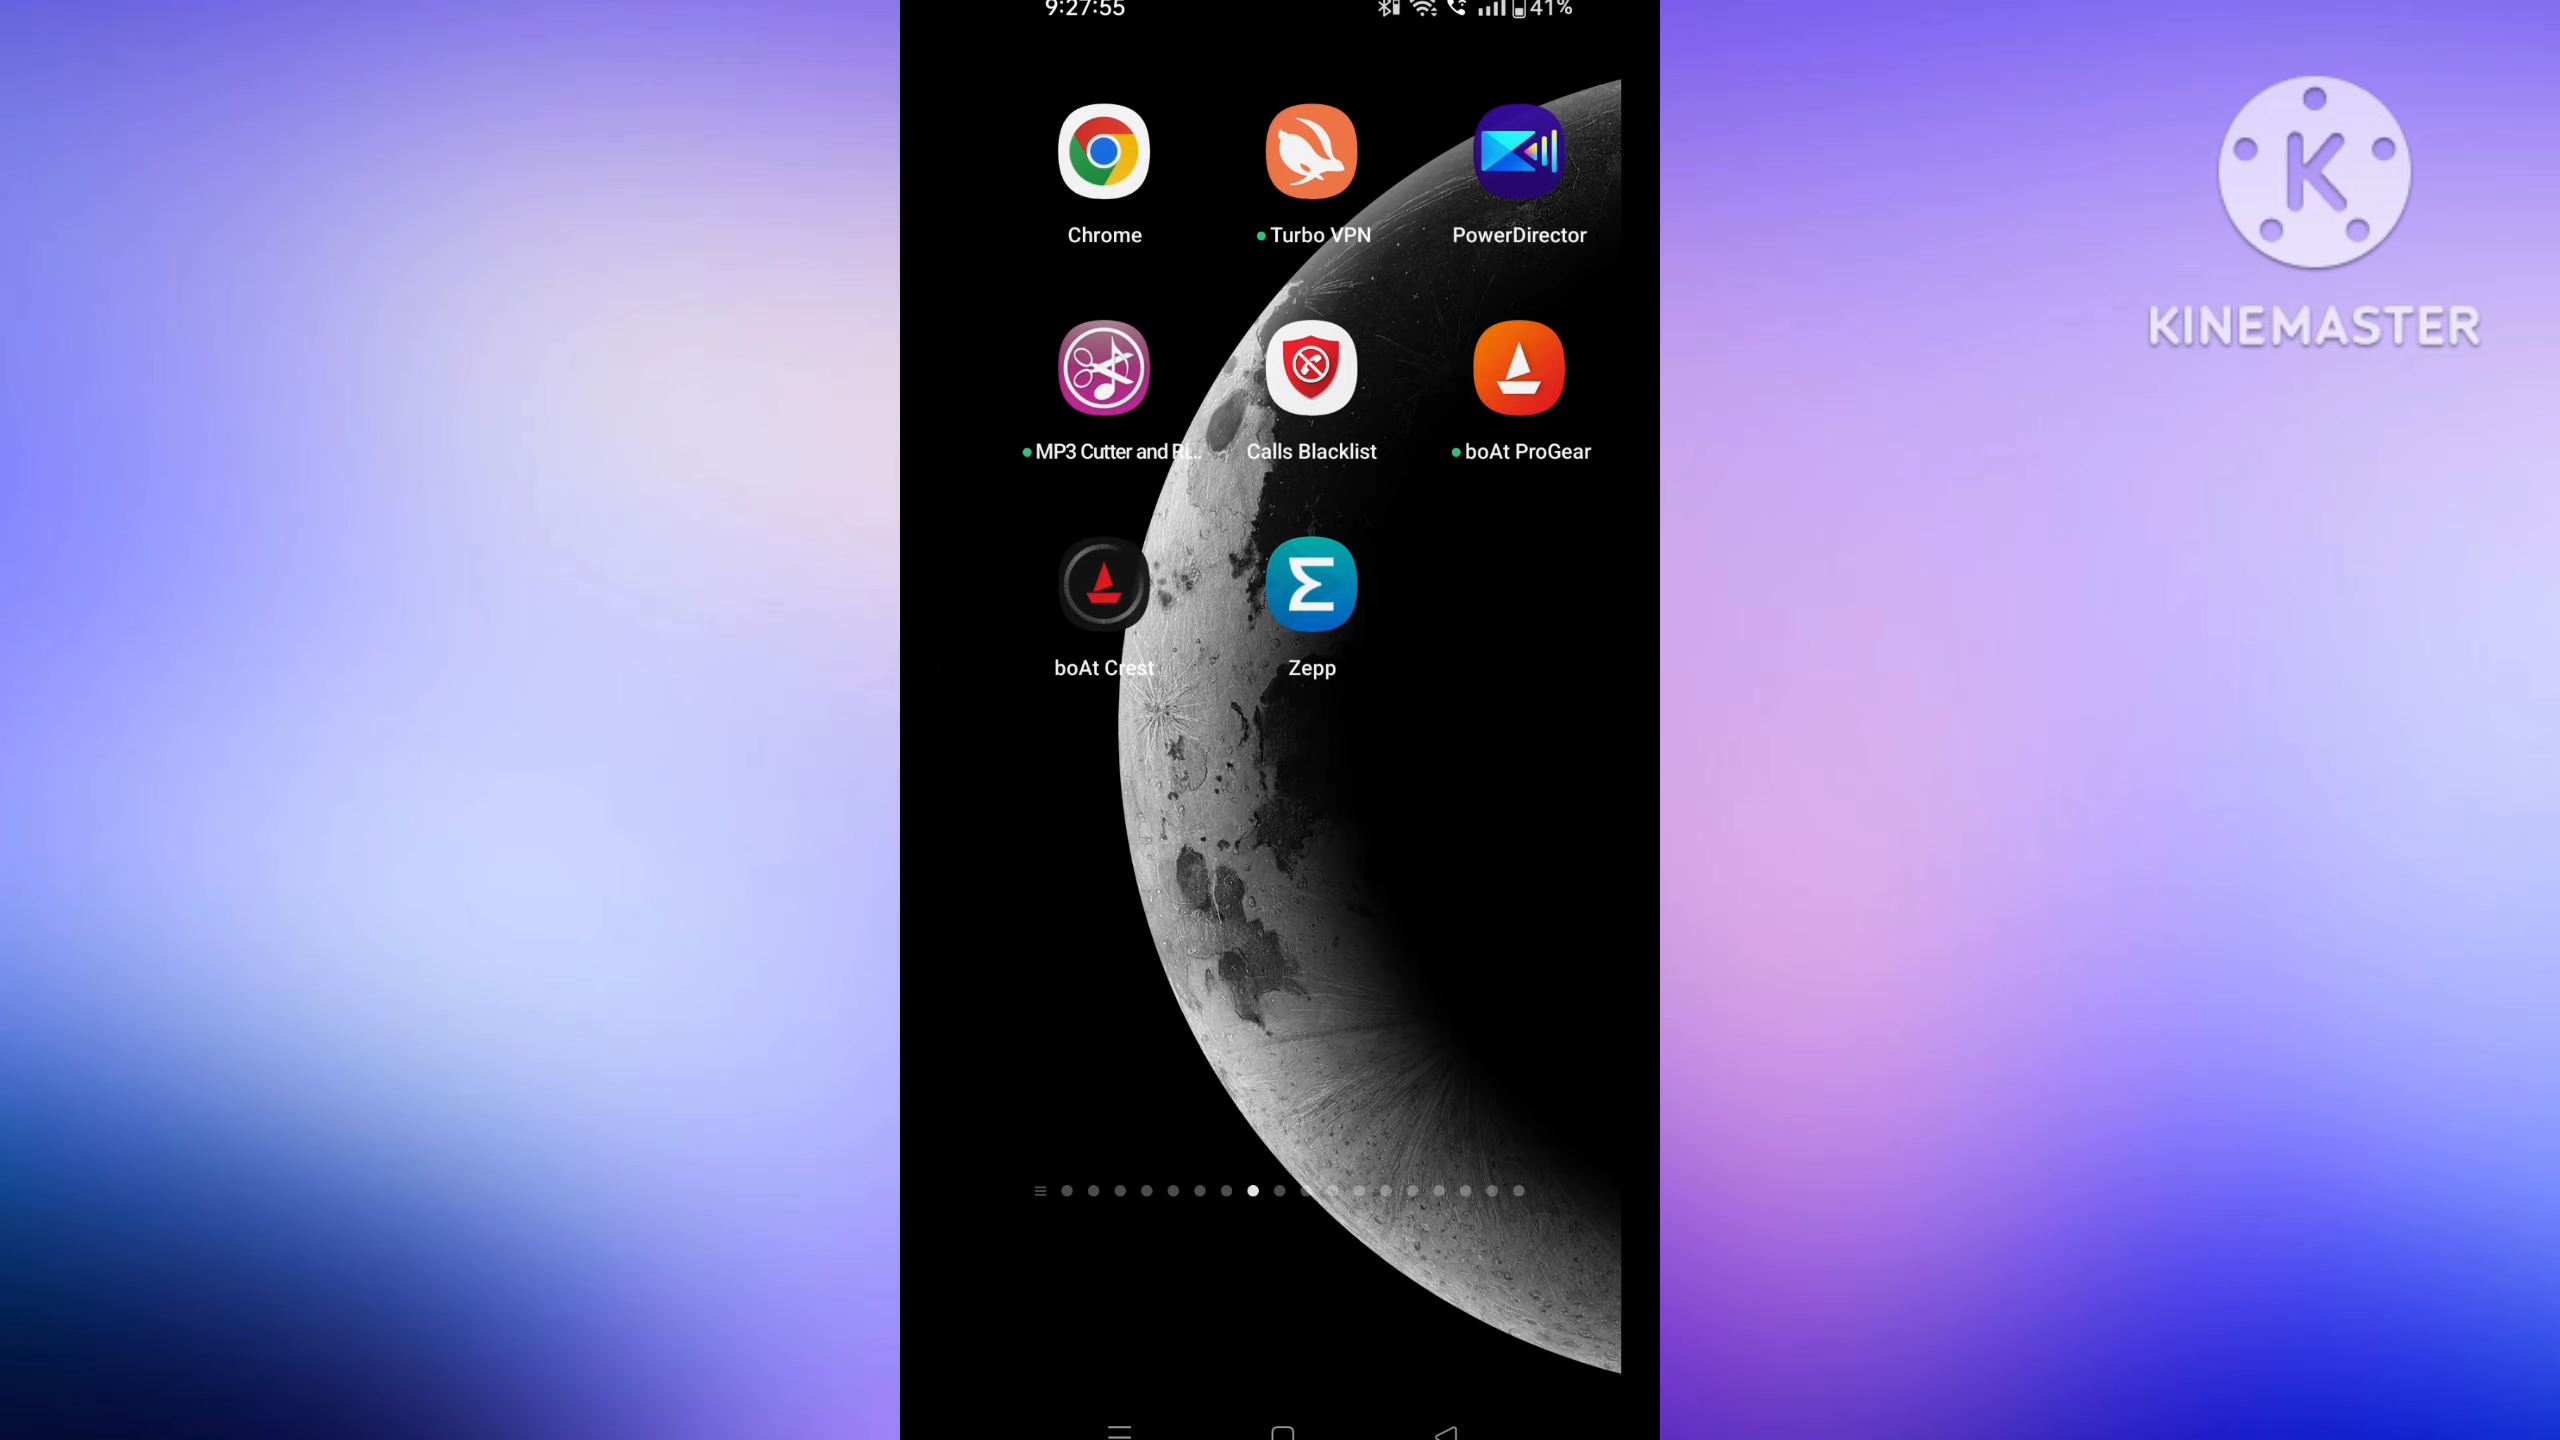 9:27:55
41%
Chrome
Turbo VPN
PowerDirector
MP3 Cutter and Ri...
Calls Blacklist
boAt ProGear
boAt Crest
Zepp
K
KINEMASTER